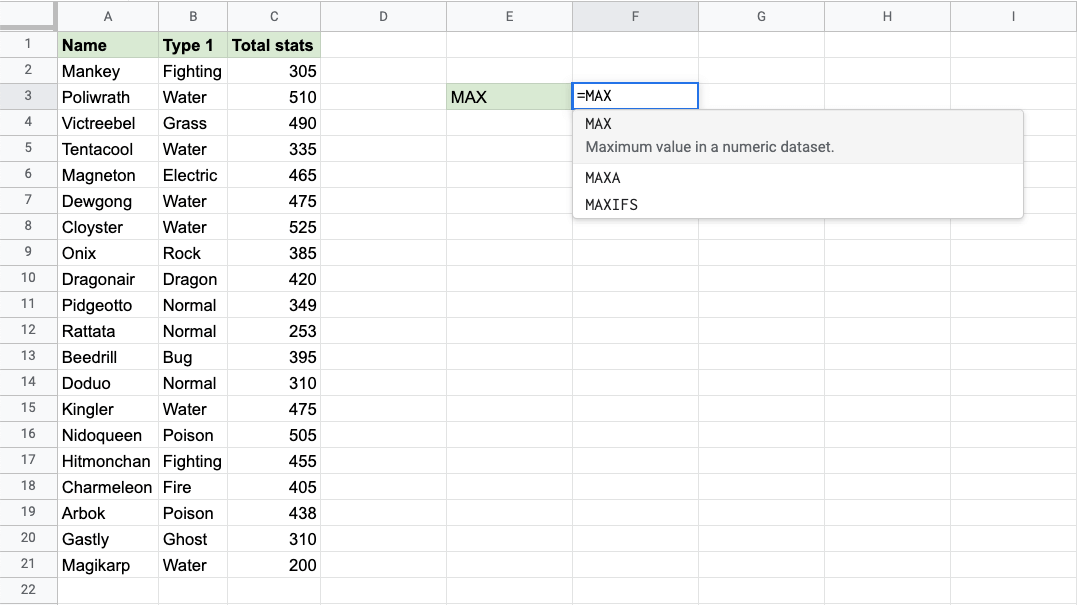 A B C D E F G H I
1 Name Type 1 Total stats
2 Mankey Fighting 305
3 Poliwrath Water 510 MAX =MAX
4 Victreebel Grass 490 MAX
5 Tentacool Water 335 Maximum value in a numeric dataset.
6 Magneton Electric 465 MAXA
7 Dewgong Water 475 MAXIFS
8 Cloyster Water 525
9 Onix Rock 385
10 Dragonair Dragon 420
11 Pidgeotto Normal 349
12 Rattata Normal 253
13 Beedrill Bug 395
14 Doduo Normal 310
15 Kingler Water 475
16 Nidoqueen Poison 505
17 Hitmonchan Fighting 455
18 Charmeleon Fire 405
19 Arbok Poison 438
20 Gastly Ghost 310
21 Magikarp Water 200
22